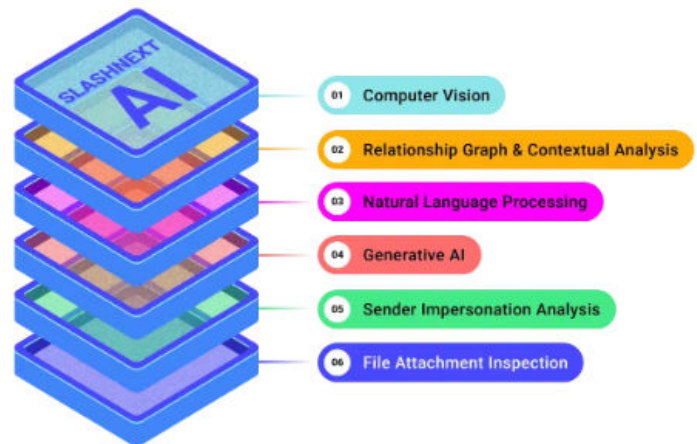 SLASHNEXT
AI
01 Computer Vision
02 Relationship Graph & Contextual Analysis
03 Natural Language Processing
04 Generative AI
05 Sender Impersonation Analysis
06 File Attachment Inspection